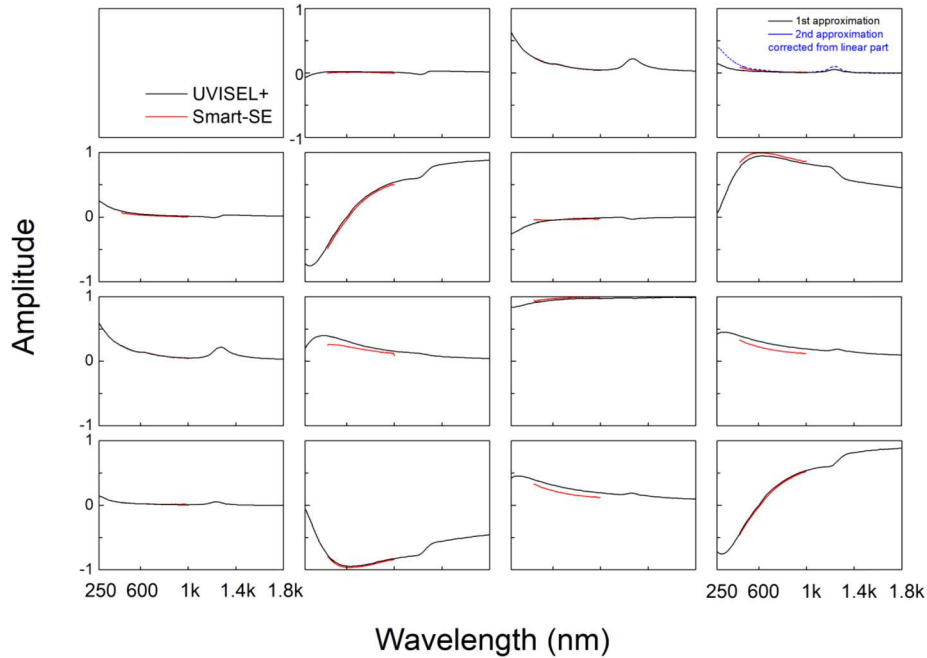 1
0
-1
1st approximation
2nd approximation
corrected from linear part
UVISEL+
Smart-SE
1
0
-1
1
0
-1
1
0
-1
250 600 1k 1.4k 1.8k
250 600 1k 1.4k 1.8k
Amplitude
Wavelength (nm)